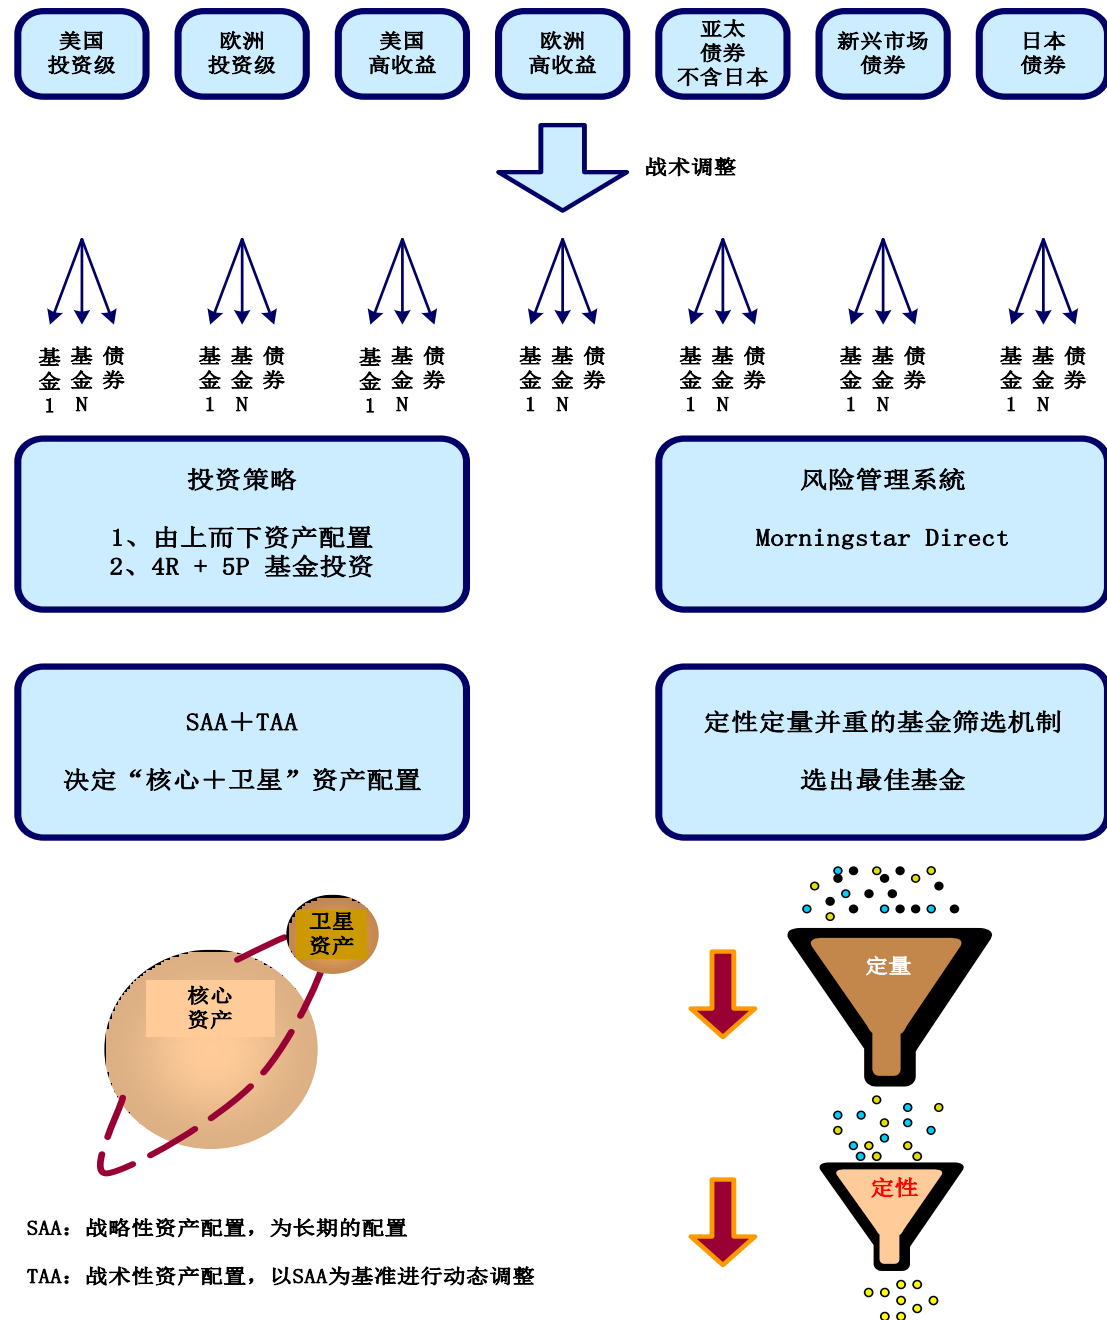 美国
投资级
欧洲
投资级
美国
高收益
欧洲
高收益
亚太
债券
不含日本
新兴市场
债券
日本
债券
战术调整
基金1
基金N
债券
基金1
基金N
债券
基金1
基金N
债券
基金1
基金N
债券
基金1
基金N
债券
基金1
基金N
债券
基金1
基金N
债券
投资策略
1、由上而下资产配置
2、4R + 5P 基金投资
风险管理系統
Morningstar Direct
SAA＋TAA
决定“核心＋卫星”资产配置
定性定量并重的基金筛选机制
选出最佳基金
卫星
资产
核心
资产
定量
定性
SAA：战略性资产配置，为长期的配置
TAA：战术性资产配置，以SAA为基准进行动态调整